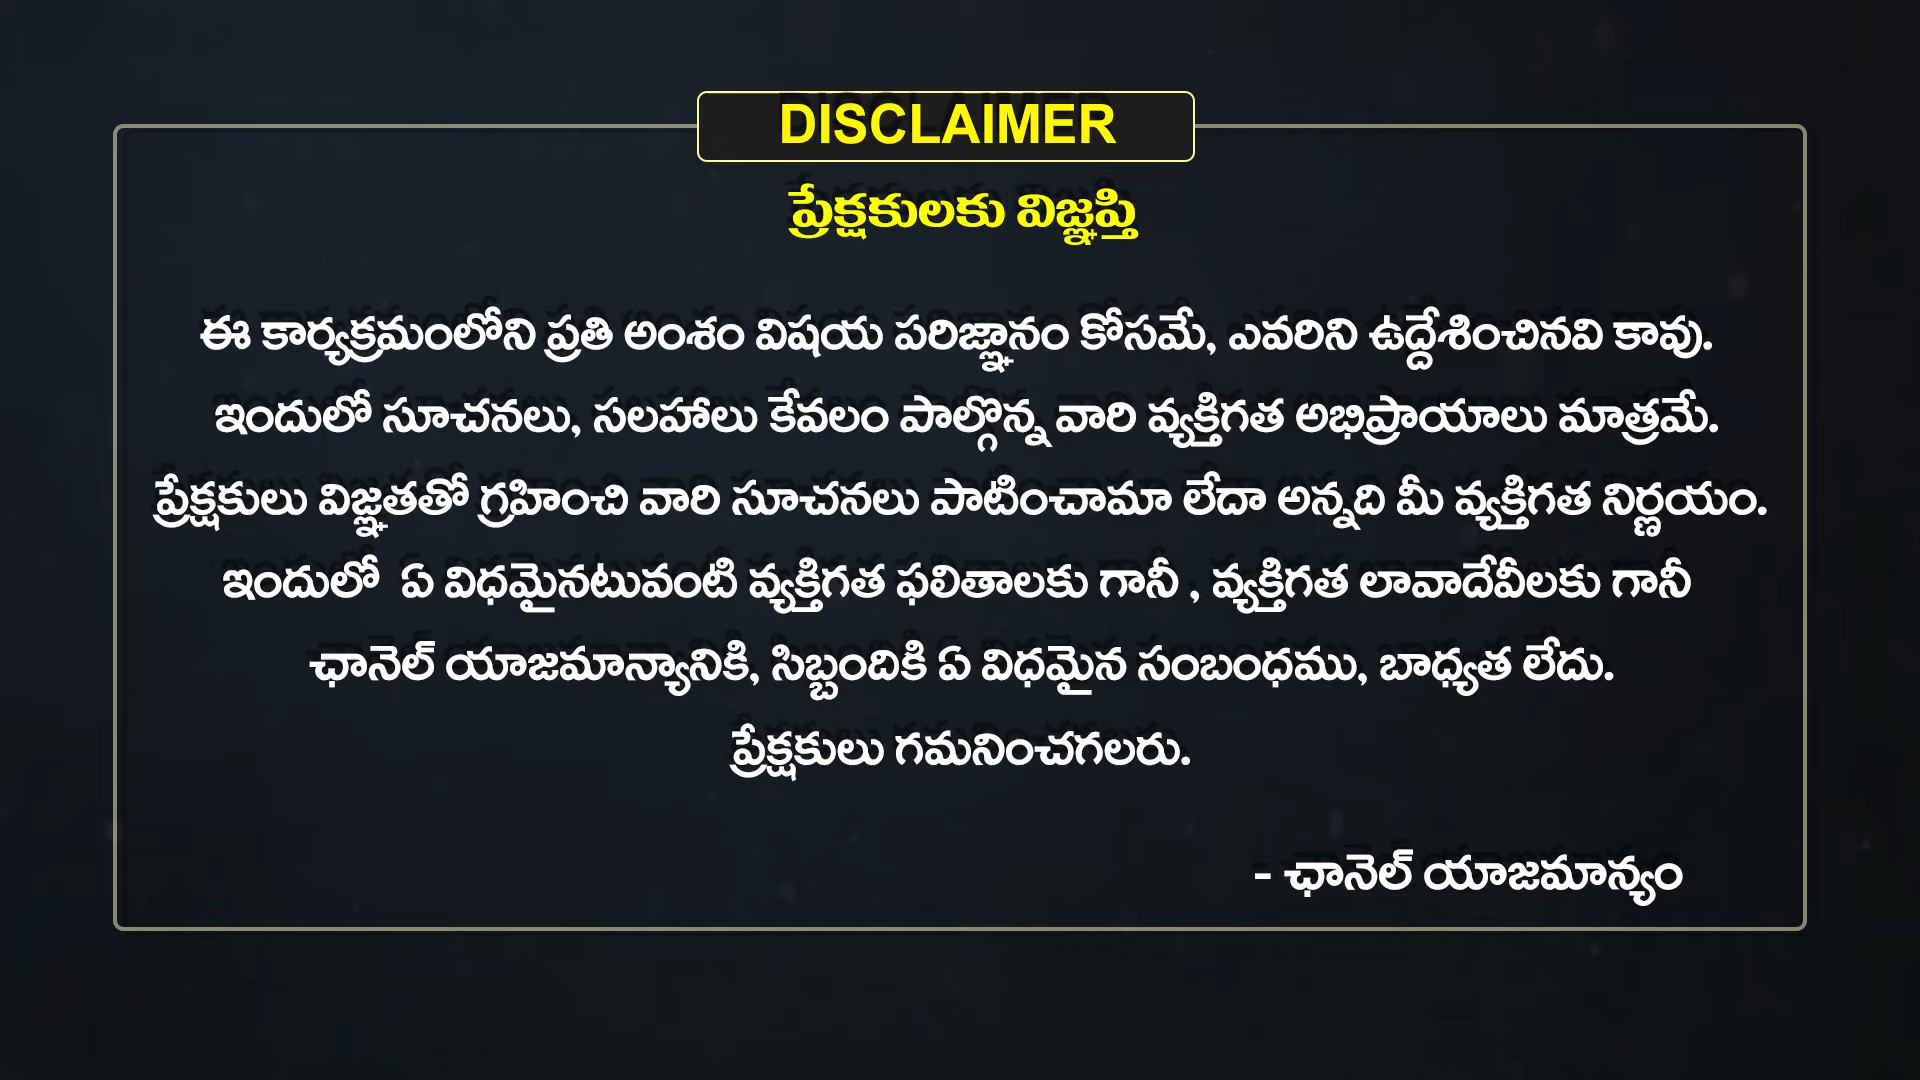 DISCLAIMER
ప్రేక్షకులకు విజ్ఞప్తి
ఈ కార్యక్రమంలోని ప్రతి అంశం విషయ పరిజ్ఞానం కోసమే, ఎవరిని ఉద్దేశించినవి కావు.
ఇందులో సూచనలు, సలహాలు కేవలం పాల్గొన్న వారి వ్యక్తిగత అభిప్రాయాలు మాత్రమే.
ప్రేక్షకులు విజ్ఞతతో గ్రహించి వారి సూచనలు పాటించామా లేదా అన్నది మీ వ్యక్తిగత నిర్ణయం.
ఇందులో ఏ విధమైనటువంటి వ్యక్తిగత ఫలితాలకు గానీ , వ్యక్తిగత లావాదేవీలకు గానీ
ఛానెల్ యాజమాన్యానికి, సిబ్బందికి ఏ విధమైన సంబంధము, బాధ్యత లేదు.
ప్రేక్షకులు గమనించగలరు.
- ఛానెల్ యాజమాన్యం